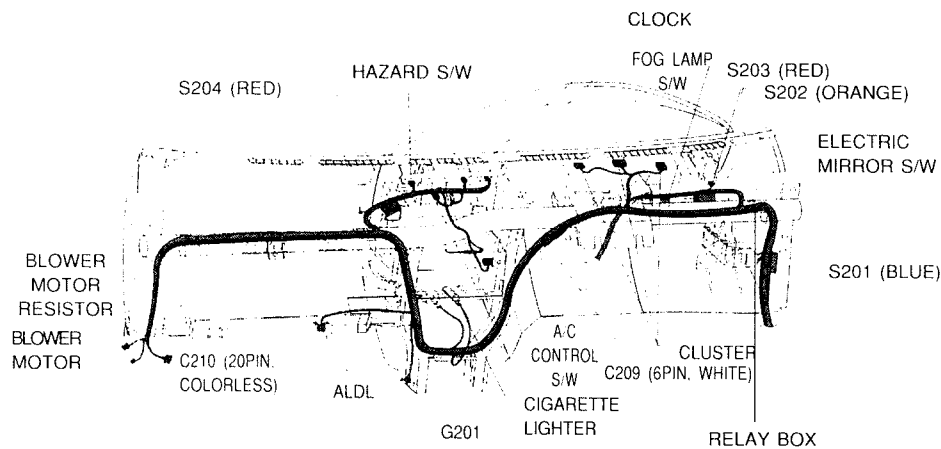 CLOCK
FOG LAMP
S/W
HAZARD S/W
S203 (RED)
S204 (RED)
S202 (ORANGE)
ELECTRIC
MIRROR S/W
BLOWER
MOTOR
RESISTOR
S201 (BLUE)
BLOWER
MOTOR
C210 (20PIN.
COLORLESS)
ALDL
G201
A/C
CONTROL
S/W
CIGARETTE
LIGHTER
CLUSTER
C209 (6PIN, WHITE)
RELAY BOX